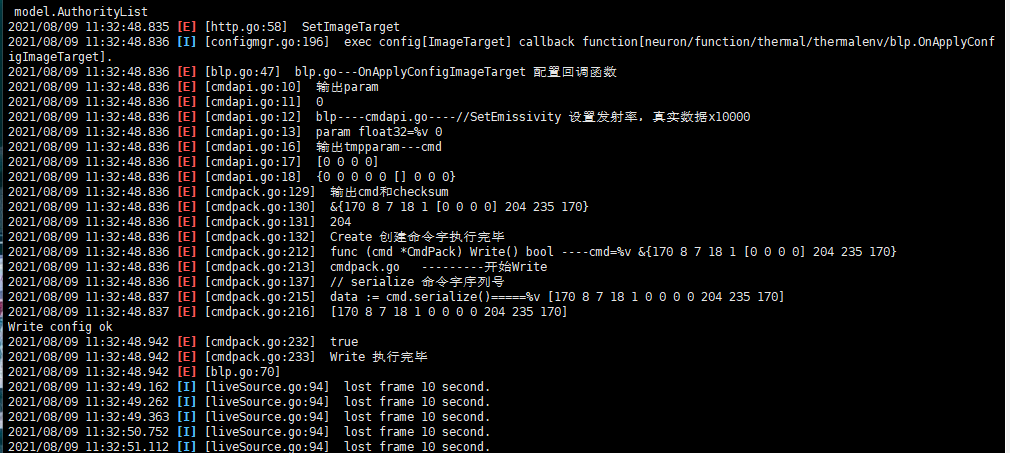 model.AuthorityList
2021/08/09 11:32:48.835 [E] [http.go:58]  SetImageTarget
2021/08/09 11:32:48.836 [I] [configmgr.go:196]  exec config[ImageTarget] callback function[neuron/function/thermal/thermalenv/blp.OnApplyConf
igImageTarget].
2021/08/09 11:32:48.836 [E] [blp.go:47]  blp.go---OnApplyConfigImageTarget 配置回调函数
2021/08/09 11:32:48.836 [E] [cmdapi.go:10]  输出param
2021/08/09 11:32:48.836 [E] [cmdapi.go:11]  0
2021/08/09 11:32:48.836 [E] [cmdapi.go:12]  blp----cmdapi.go----//SetEmissivity 设置发射率, 真实数据x10000
2021/08/09 11:32:48.836 [E] [cmdapi.go:13]  param float32=%v 0
2021/08/09 11:32:48.836 [E] [cmdapi.go:16]  输出tmpparam---cmd
2021/08/09 11:32:48.836 [E] [cmdapi.go:17]  [0 0 0 0]
2021/08/09 11:32:48.836 [E] [cmdapi.go:18]  {0 0 0 0 0 [] 0 0 0}
2021/08/09 11:32:48.836 [E] [cmdpack.go:129]  输出cmd和checksum
2021/08/09 11:32:48.836 [E] [cmdpack.go:130]  &{170 8 7 18 1 [0 0 0 0] 204 235 170}
2021/08/09 11:32:48.836 [E] [cmdpack.go:131]  204
2021/08/09 11:32:48.836 [E] [cmdpack.go:132]  Create 创建命令字执行完毕
2021/08/09 11:32:48.836 [E] [cmdpack.go:212]  func (cmd *CmdPack) Write() bool ----cmd=%v &{170 8 7 18 1 [0 0 0 0] 204 235 170}
2021/08/09 11:32:48.836 [E] [cmdpack.go:213]  cmdpack.go   ---------开始Write
2021/08/09 11:32:48.836 [E] [cmdpack.go:137]  // serialize 命令字序列号
2021/08/09 11:32:48.837 [E] [cmdpack.go:215]  data := cmd.serialize()=====%v [170 8 7 18 1 0 0 0 0 204 235 170]
2021/08/09 11:32:48.837 [E] [cmdpack.go:216]  [170 8 7 18 1 0 0 0 0 204 235 170]
Write config ok
2021/08/09 11:32:48.942 [E] [cmdpack.go:232]  true
2021/08/09 11:32:48.942 [E] [cmdpack.go:233]  Write 执行完毕
2021/08/09 11:32:48.942 [E] [blp.go:70]
2021/08/09 11:32:49.162 [I] [liveSource.go:94]  lost frame 10 second.
2021/08/09 11:32:49.262 [I] [liveSource.go:94]  lost frame 10 second.
2021/08/09 11:32:49.363 [I] [liveSource.go:94]  lost frame 10 second.
2021/08/09 11:32:50.752 [I] [liveSource.go:94]  lost frame 10 second.
2021/08/09 11:32:51.112 [I] [liveSource.go:94]  lost frame 10 second.